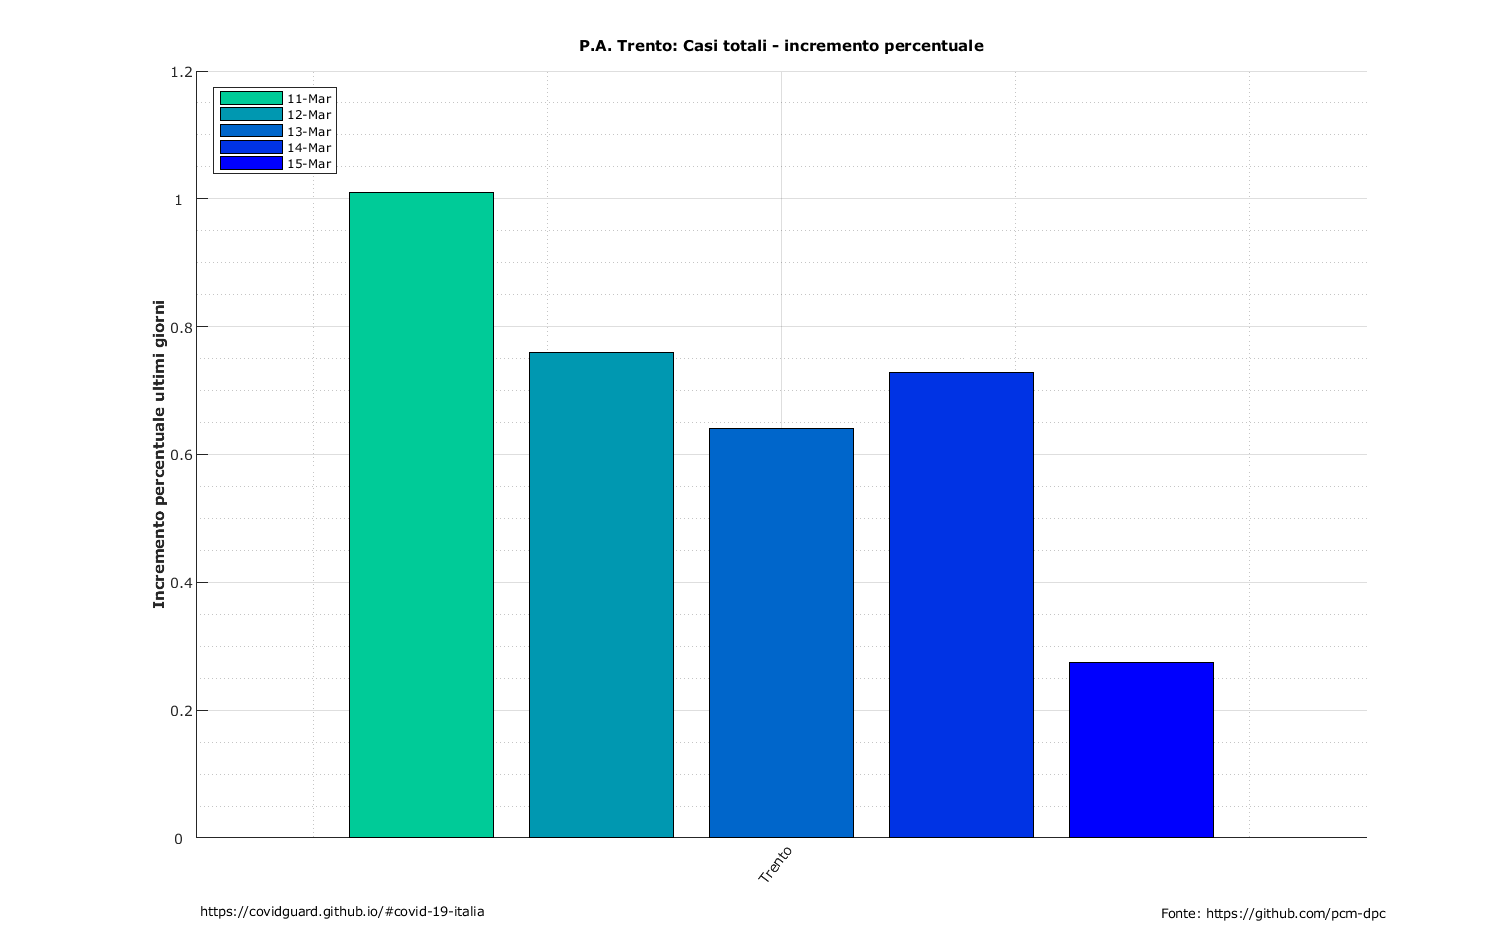 P.A. Trento: Casi totali - incremento percentuale
Incremento percentuale ultimi giorni
1.2
1
0.8
0.6
0.4
0.2
0
11-Mar
12-Mar
13-Mar
14-Mar
15-Mar
Trento
https://covidguard.github.io/#covid-19-italia
Fonte: https://github.com/pcm-dpc